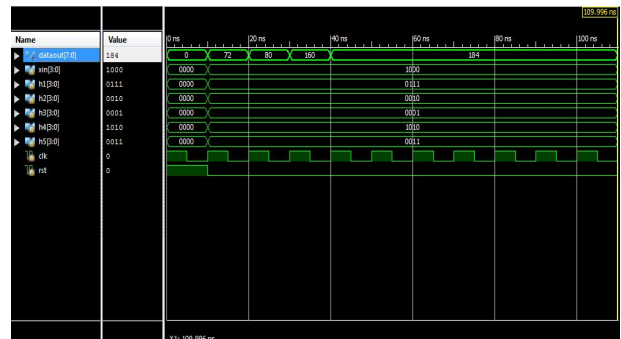 109.996 ns
Name Value 0 ns 20 ns 40 ns 60 ns 80 ns 100 ns
dataout[7:0] 184 0 72 80 160 184
xin[3:0] 1000 0000 1000
h1[3:0] 0111 0000 0111
h2[3:0] 0010 0000 0010
h3[3:0] 0001 0000 0001
h4[3:0] 1010 0000 1010
h5[3:0] 0011 0000 0011
clk 0
rst 0
X1: 109.996 ns